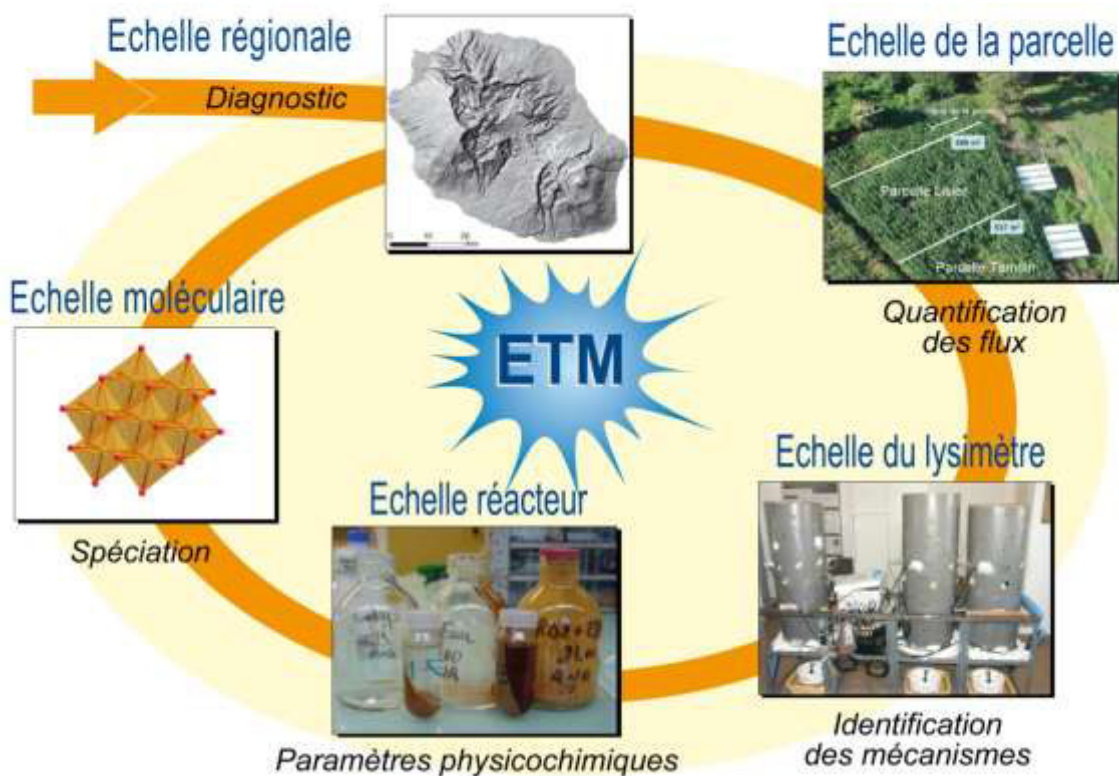 Echelle régionale
Diagnostic
Echelle de la parcelle
Parcelle Lisier
Parcelle Témoin
Quantification
des flux
Echelle moléculaire
Spéciation
ETM
Echelle réacteur
Paramètres physicochimiques
Echelle du lysimètre
Identification
des mécanismes